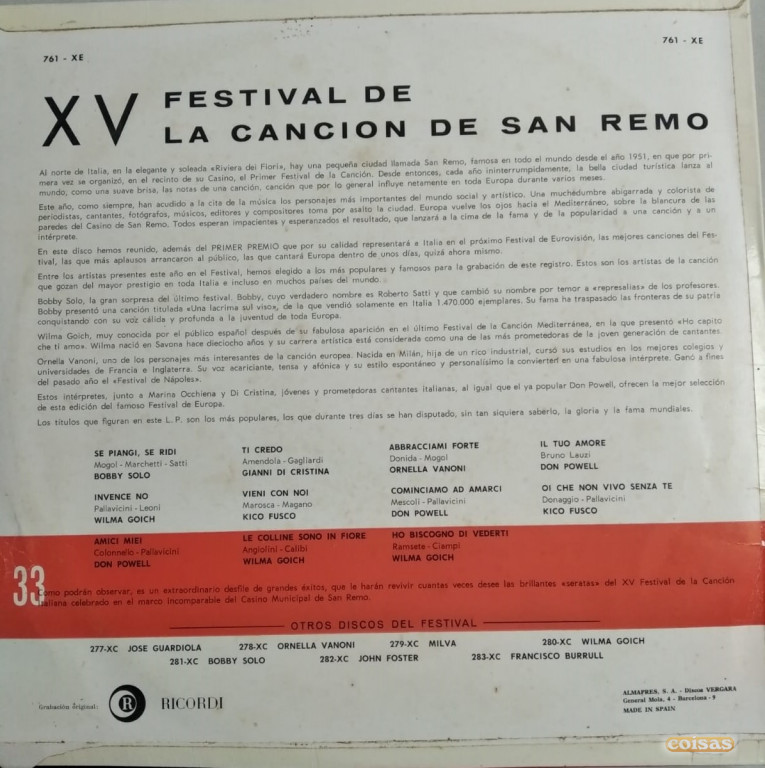 761 - XE
761 - XE
XV FESTIVAL DE
LA CANCION DE SAN REMO
Al norte de Italia, en la elegante y soleada «Riviera dei Fiori», hay una pequeña ciudad llamada San Remo, famosa en todo el mundo desde el año 1951, en que por pri-
mera vez se organizó, en el recinto de su Casino, el Primer Festival de la Canción. Desde entonces, cada año ininterrumpidamente, la bella ciudad turística lanza al
mundo, como una suave brisa, las notas de una canción, canción que por lo general influye netamente en toda Europa durante varios meses.
Este año, como siempre, han acudido a la cita de la música los personajes más importantes del mundo social y artístico. Una muchedumbre abigarrada y colorista de
periodistas, cantantes, fotógrafos, músicos, editores y compositores toma por asalto la ciudad. Europa vuelve los ojos hacia el Mediterráneo, sobre la blancura de las
paredes del Casino de San Remo. Todos esperan impacientes y esperanzados el resultado, que lanzará a la cima de la fama y de la popularidad a una canción y a un
intérprete.
En este disco hemos reunido, además del PRIMER PREMIO que por su calidad representará a Italia en el próximo Festival de Eurovisión, las mejores canciones del Fes-
tival, las que más aplausos arrancaron al público, las que cantará Europa dentro de unos días, quizá ahora mismo.
Entre los artistas presentes este año en el Festival, hemos elegido a los más populares y famosos para la grabación de este registro. Estos son los artistas de la canción
que gozan del mayor prestigio en toda Italia e incluso en muchos países del mundo.
Bobby Solo, la gran sorpresa del último festival. Bobby, cuyo verdadero nombre es Roberto Satti y que cambió su nombre por temor a «represalias» de los profesores.
Bobby presentó una canción titulada «Una lacrima sul viso», de la que vendió solamente en Italia 1.470.000 ejemplares. Su fama ha traspasado las fronteras de su patria
conquistando con su voz cálida y profunda a la juventud de toda Europa.
Wilma Goich, muy conocida por el público español después de su fabulosa aparición en el último Festival de la Canción Mediterránea, en la que presentó «Ho capito
che ti amo». Wilma nació en Savona hace dieciocho años y su carrera artística está considerada como una de las más prometedoras de la joven generación de cantantes.
Ornella Vanoni, uno de los personajes más interesantes de la canción europea. Nacida en Milán, hija de un rico industrial, cursó sus estudios en los mejores colegios y
universidades de Francia e Inglaterra. Su voz acariciante, tensa y afónica y su estilo espontáneo y personalísimo la convierten en una fabulosa intérprete. Ganó a fines
del pasado año el «Festival de Nápoles».
Estos intérpretes, junto a Marina Occhiena y Di Cristina, jóvenes y prometedoras cantantes italianas, al igual que el ya popular Don Powell, ofrecen la mejor selección
de esta edición del famoso Festival de Europa.
Los títulos que figuran en este L. P. son los más populares, los que durante tres días se han disputado, sin tan siquiera saberlo, la gloria y la fama mundiales.
SE PIANGI, SE RIDI
Mogol - Marchetti - Satti
BOBBY SOLO
TI CREDO
Amendola - Gagliardi
GIANNI DI CRISTINA
ABBRACCIAMI FORTE
Donida - Mogol
ORNELLA VANONI
IL TUO AMORE
Bruno Lauzi
DON POWELL
INVENCE NO
Pallavicini - Leoni
WILMA GOICH
VIENI CON NOI
Marosca - Magano
KICO FUSCO
COMINCIAMO AD AMARCI
Mescoli - Pallavicini
DON POWELL
OI CHE NON VIVO SENZA TE
Donaggio - Pallavicini
KICO FUSCO
AMICI MIEI
Colonnello - Pallavicini
DON POWELL
LE COLLINE SONO IN FIORE
Angiolini - Calibi
WILMA GOICH
HO BISCOGNO DI VEDERTI
Ramseta - Ciampi
WILMA GOICH
33
Como podrán observar, es un extraordinario desfile de grandes éxitos, que le harán revivir cuantas veces desee las brillantes «seratas» del XV Festival de la Canción
Italiana celebrado en el marco incomparable del Casino Municipal de San Remo.
OTROS DISCOS DEL FESTIVAL
277-XC JOSE GUARDIOLA 278-XC ORNELLA VANONI 279-XC MILVA 280-XC WILMA GOICH
281-XC BOBBY SOLO 282-XC JOHN FOSTER 283-XC FRANCISCO BURRULL
Grabación original: R RICORDI
ALMAPRES, S. A. - Discos VERGARA
General Mola, 4 - Barcelona - 9
MADE IN SPAIN
coisas